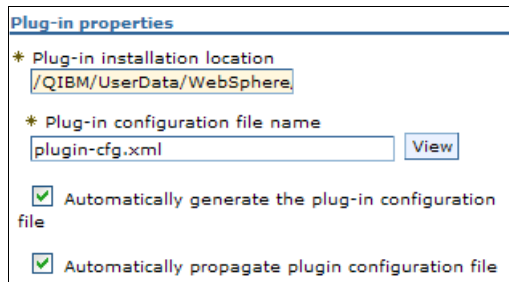 Plug-in properties
* Plug-in installation location
/QIBM/UserData/WebSphere/
* Plug-in configuration file name
plugin-cfg.xml View
Automatically generate the plug-in configuration
file
Automatically propagate plugin configuration file